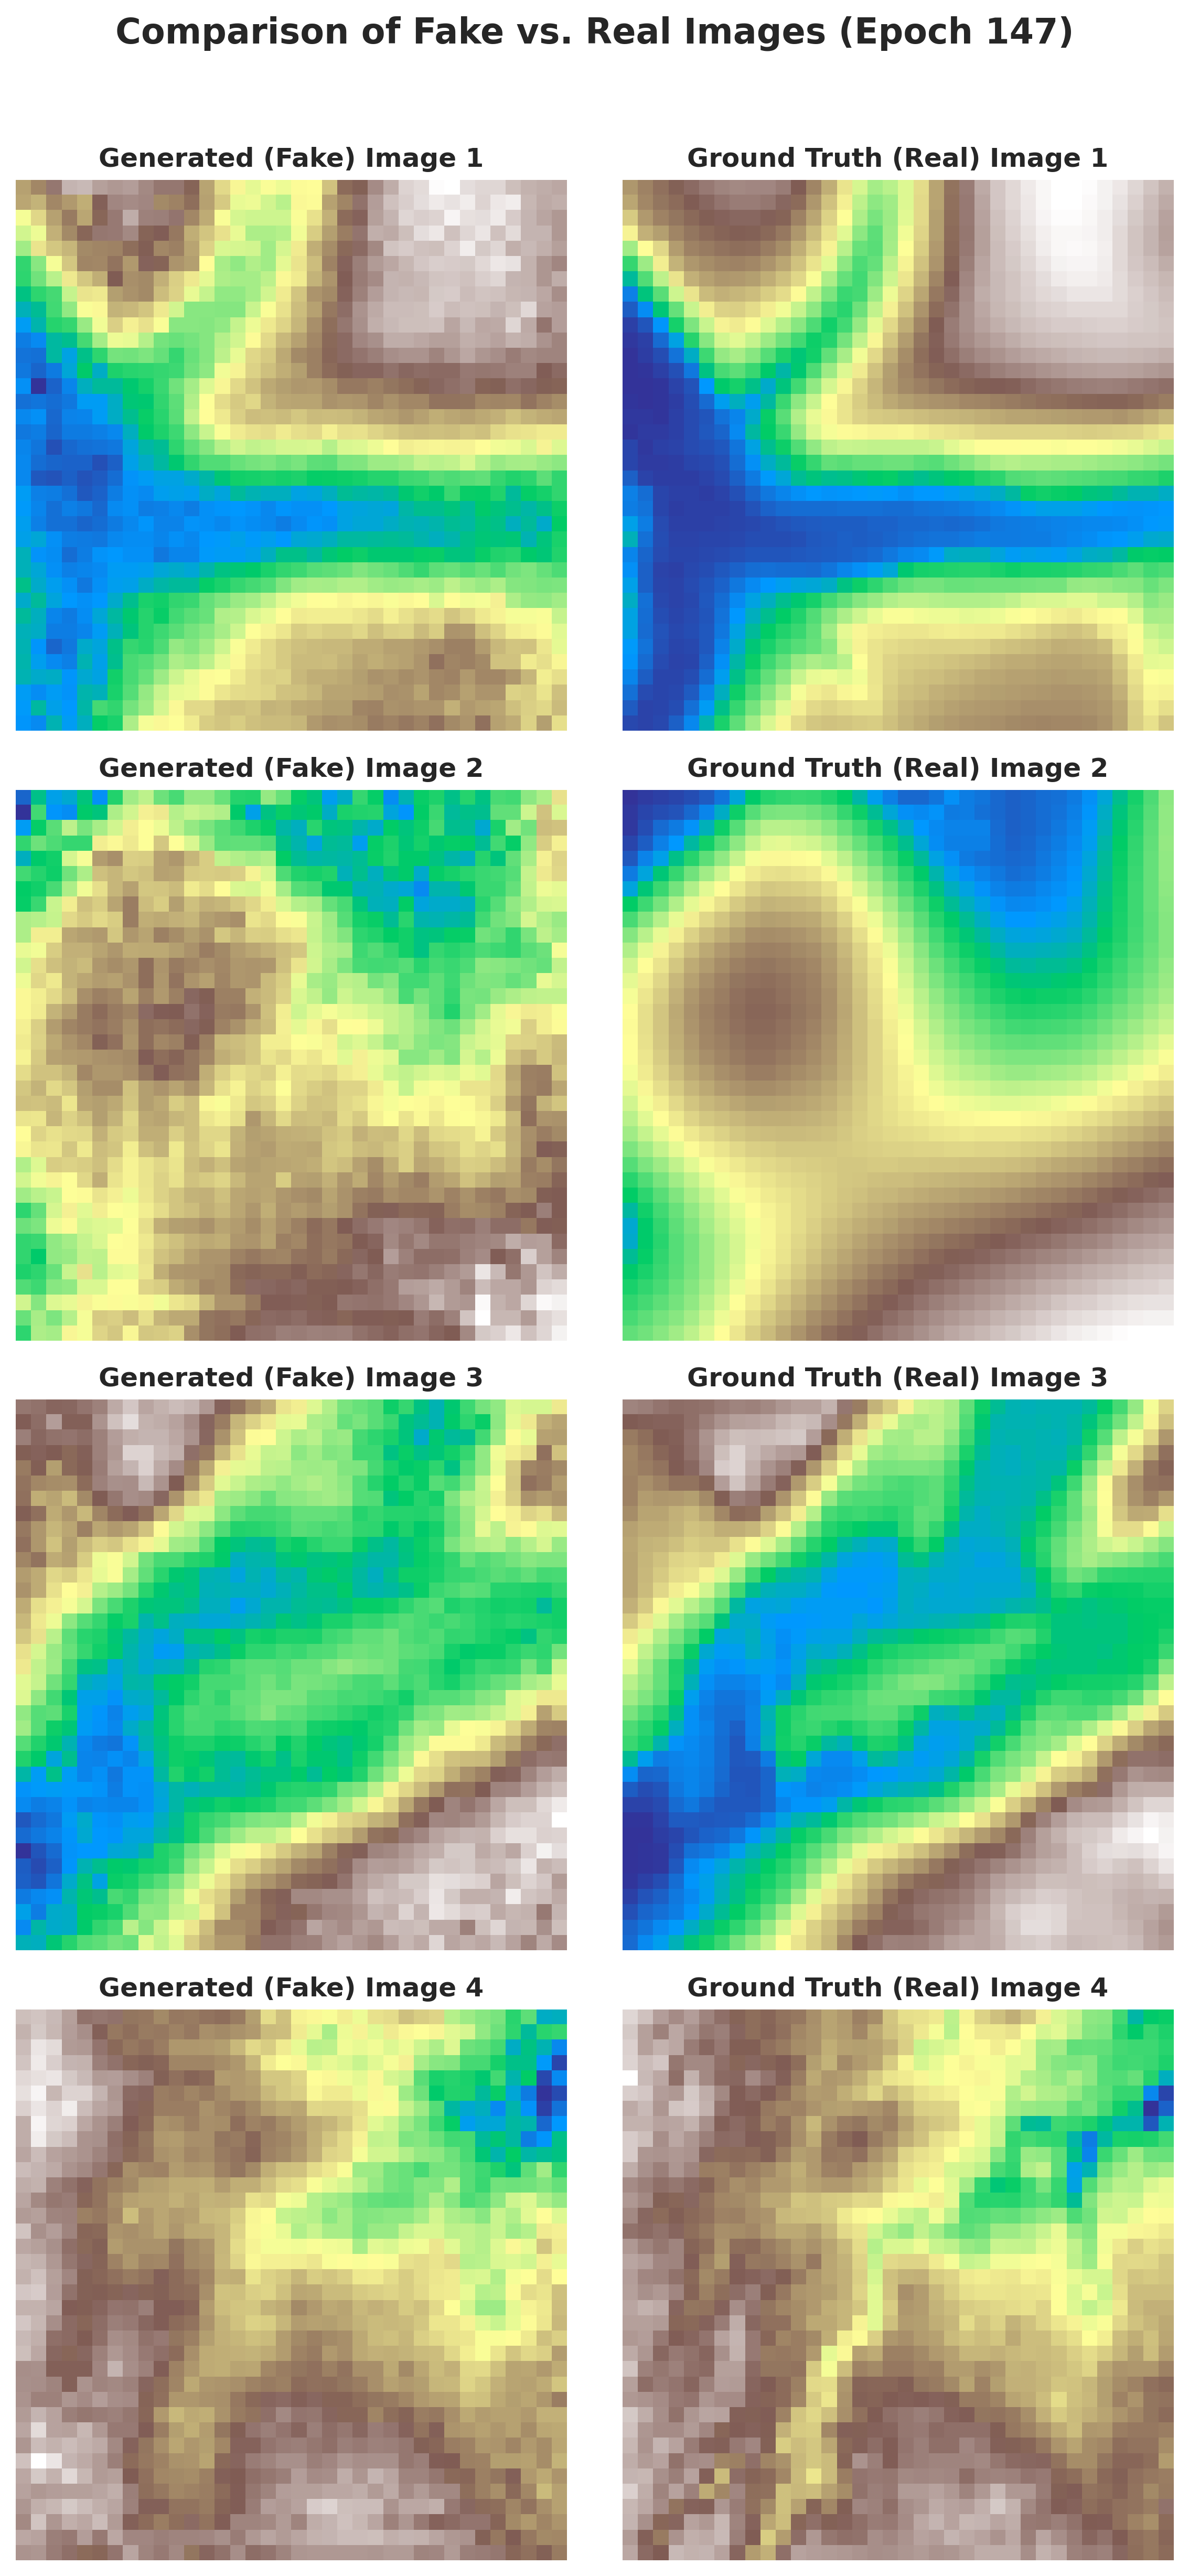 Comparison of Fake vs. Real Images (Epoch 147)
Generated (Fake) Image 1
Ground Truth (Real) Image 1
Generated (Fake) Image 2
Ground Truth (Real) Image 2
Generated (Fake) Image 3
Ground Truth (Real) Image 3
Generated (Fake) Image 4
Ground Truth (Real) Image 4